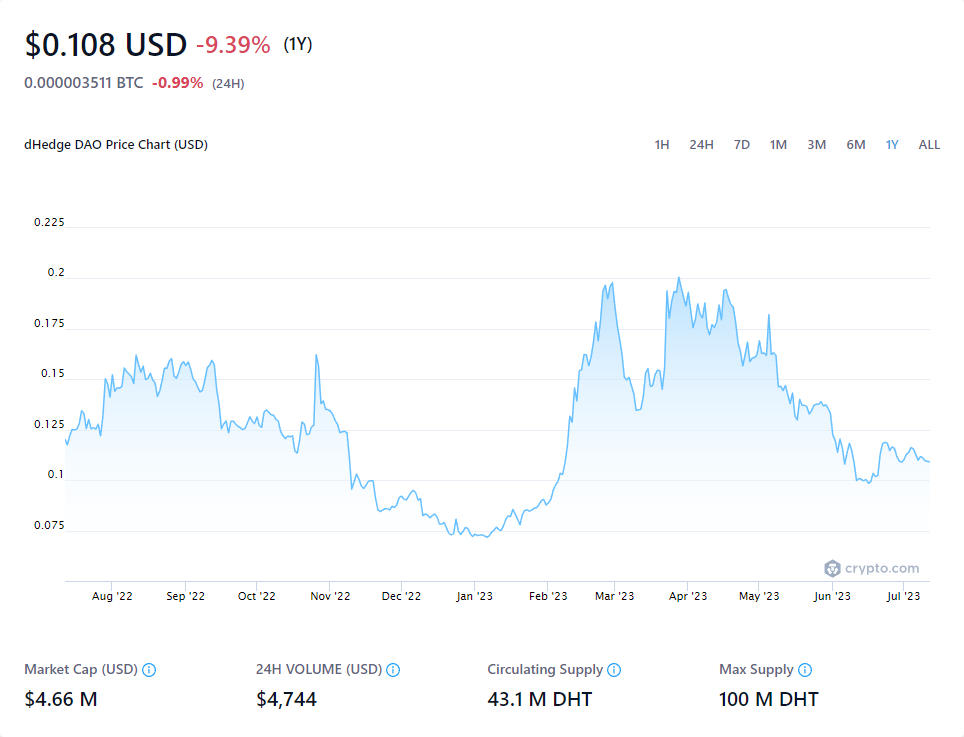 $0.108 USD -9.39% (1Y)
0.000003511 BTC -0.99% (24H)
dHedge DAO Price Chart (USD) 1H 24H 7D 1M 3M 6M 1Y ALL
0.225
0.2
0.175
0.15
0.125
0.1
0.075
crypto.com
Aug '22 Sep '22 Oct '22 Nov '22 Dec '22 Jan '23 Feb '23 Mar '23 Apr '23 May '23 Jun '23 Jul '23
Market Cap (USD) 24H VOLUME (USD) Circulating Supply Max Supply
$4.66 M $4,744 43.1 M DHT 100 M DHT